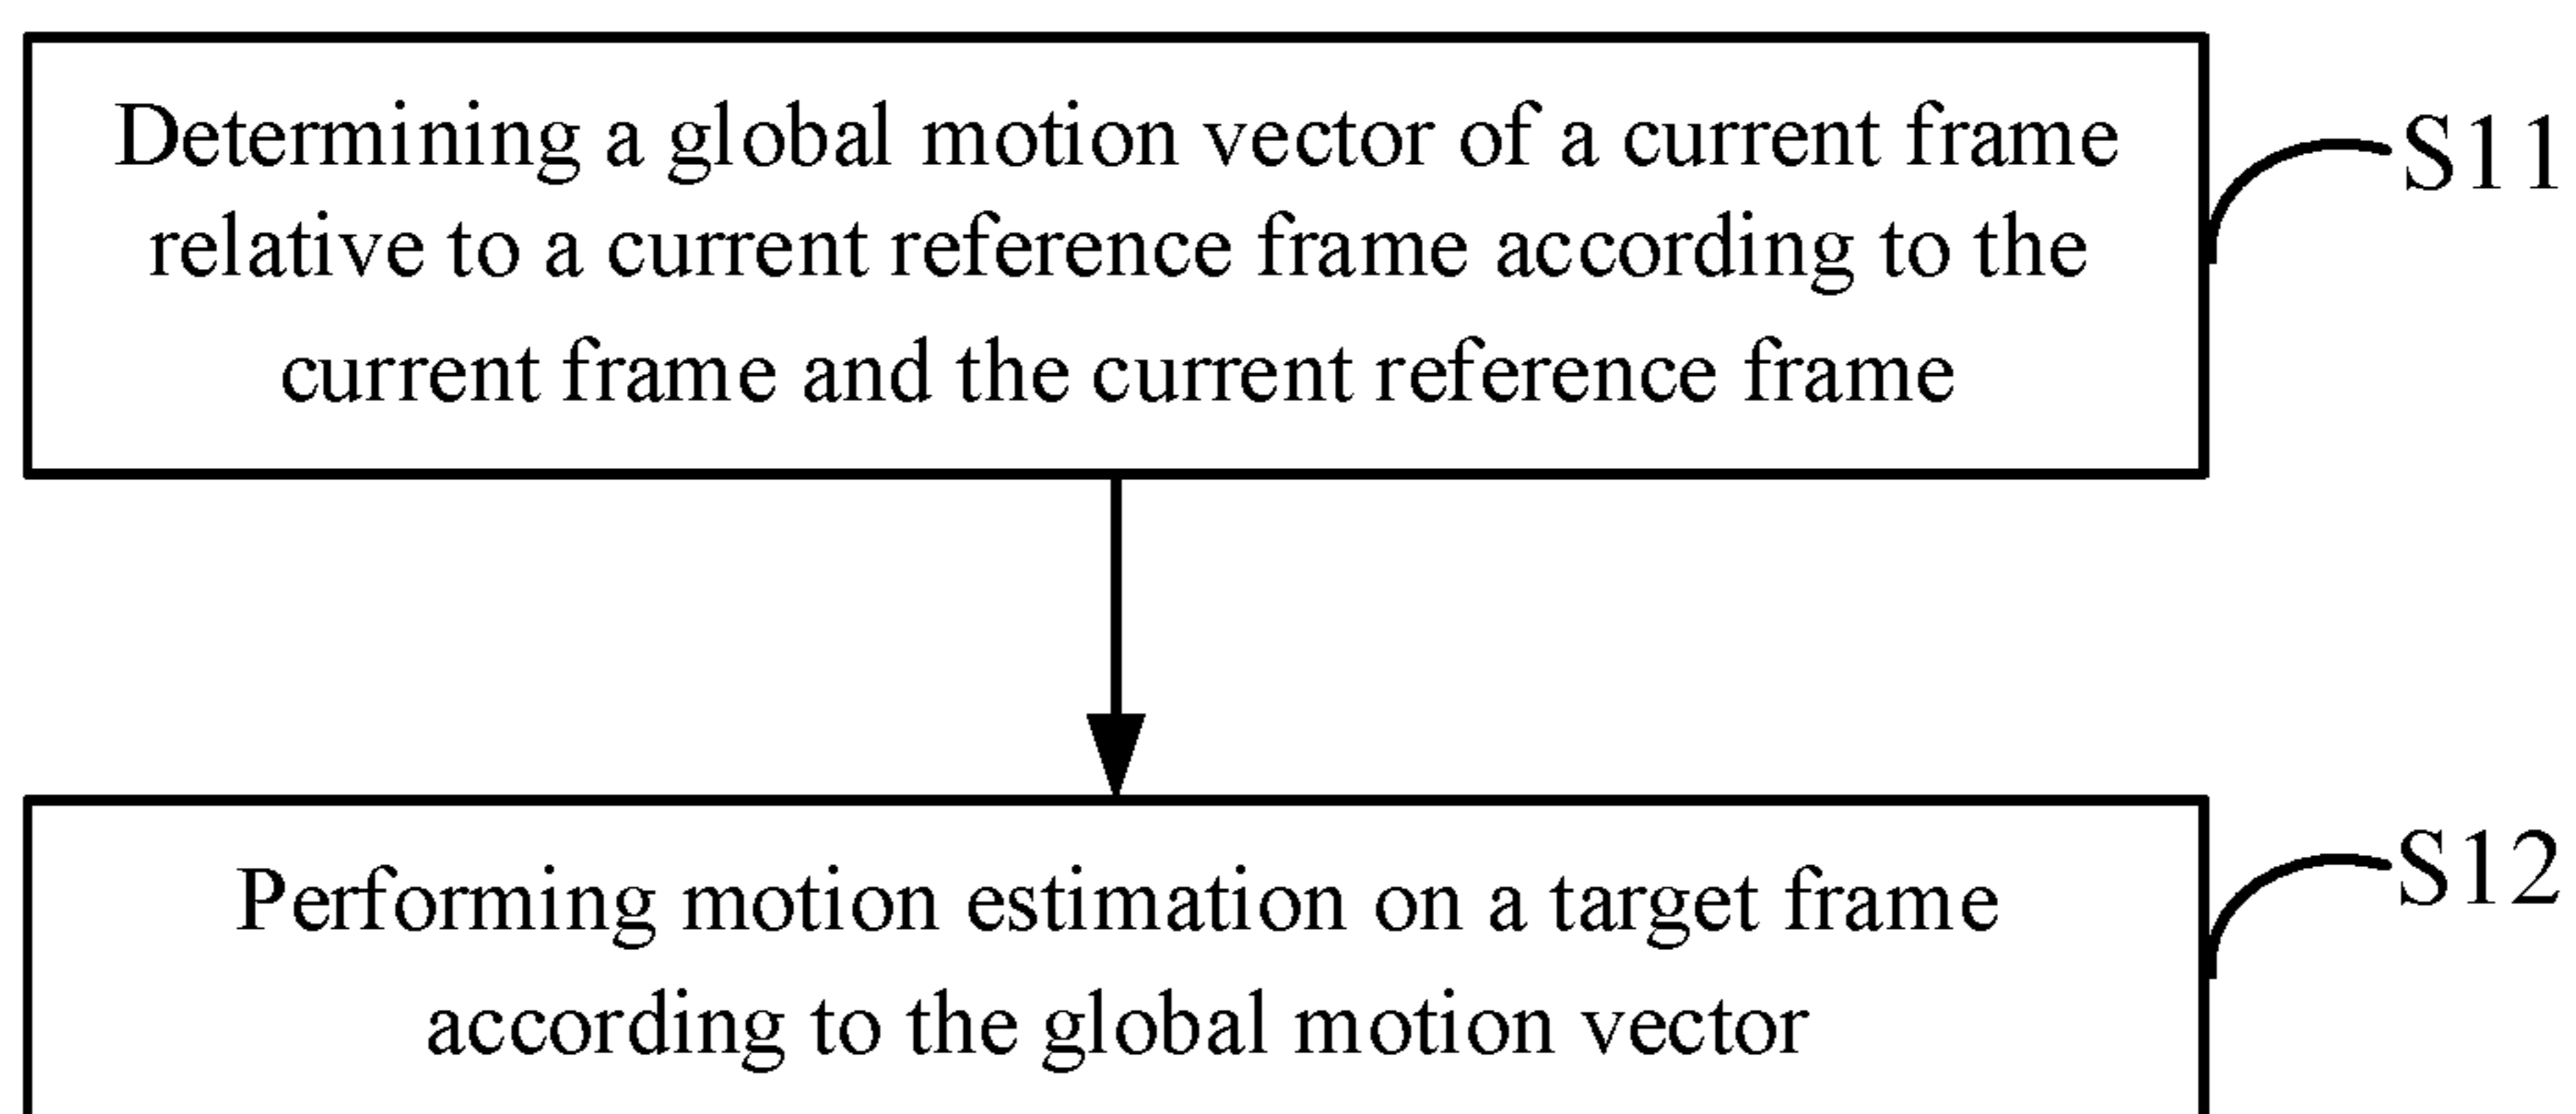 Determining a global motion vector of a current frame
relative to a current reference frame according to the
current frame and the current reference frame
S11
Performing motion estimation on a target frame
according to the global motion vector
S12